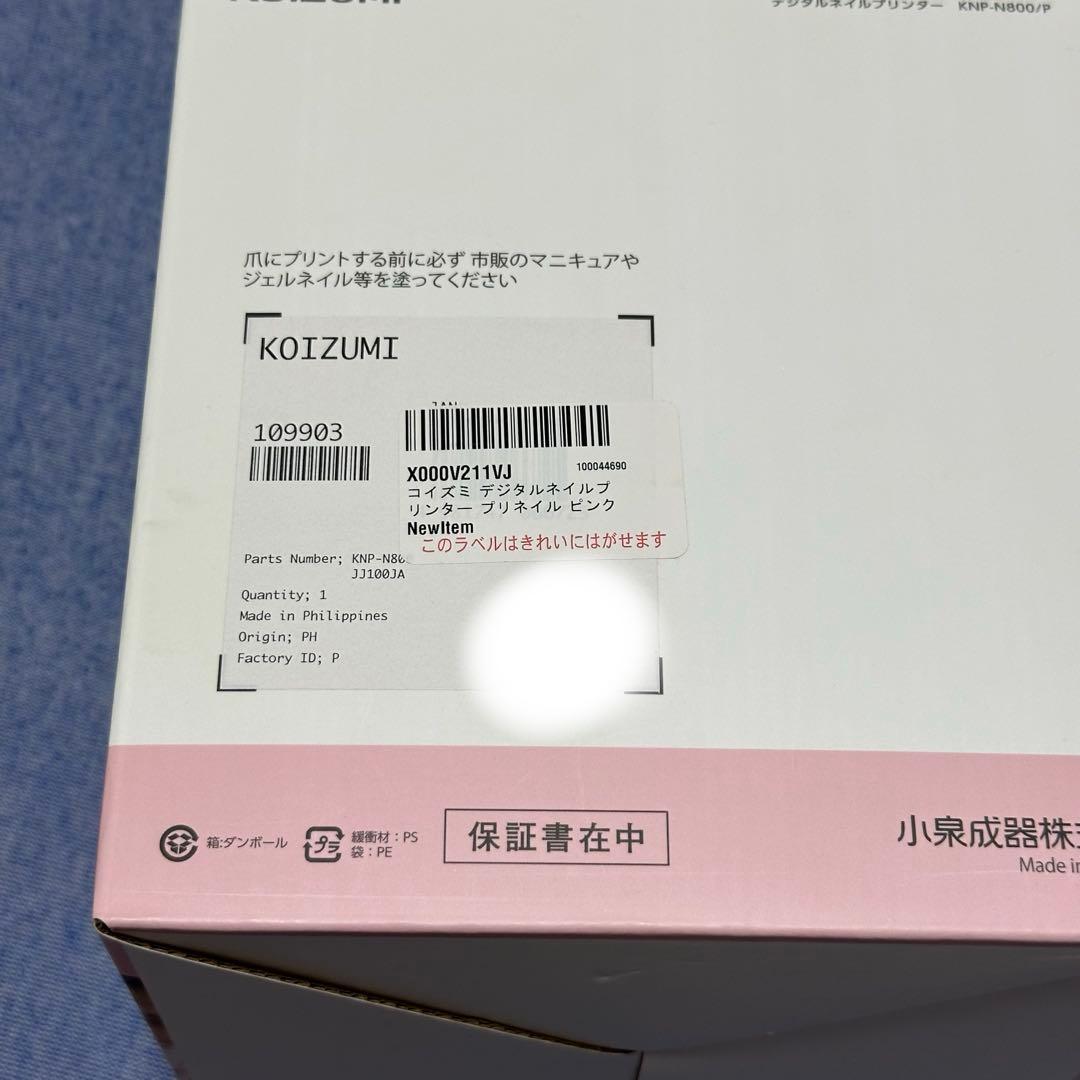 KOIZUMI
デジタルネイルプリンター KNP-N800/P
爪にプリントする前に必ず 市販のマニキュアや
ジェルネイル等を塗ってください
KOIZUMI
JAN
109903
X000V211VJ
100044690
コイズミ デジタルネイルプ
リンター プリネイル ピンク
NewItem
このラベルはきれいにはがせます
Parts Number; KNP-N80
JJ100JA
Quantity; 1
Made in Philippines
Origin; PH
Factory ID; P
箱:ダンボール
プラ
緩衝材:PS
袋:PE
保証書在中
小泉成器株
Made in